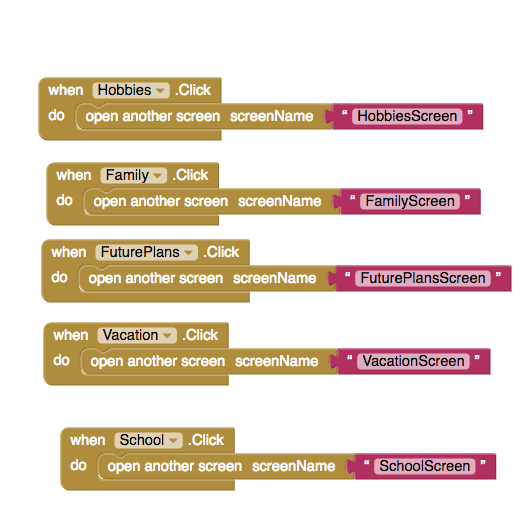 when Hobbies .Click
do open another screen screenName " HobbiesScreen "
when Family .Click
do open another screen screenName " FamilyScreen "
when FuturePlans .Click
do open another screen screenName " FuturePlansScreen "
when Vacation .Click
do open another screen screenName " VacationScreen "
when School .Click
do open another screen screenName " SchoolScreen "